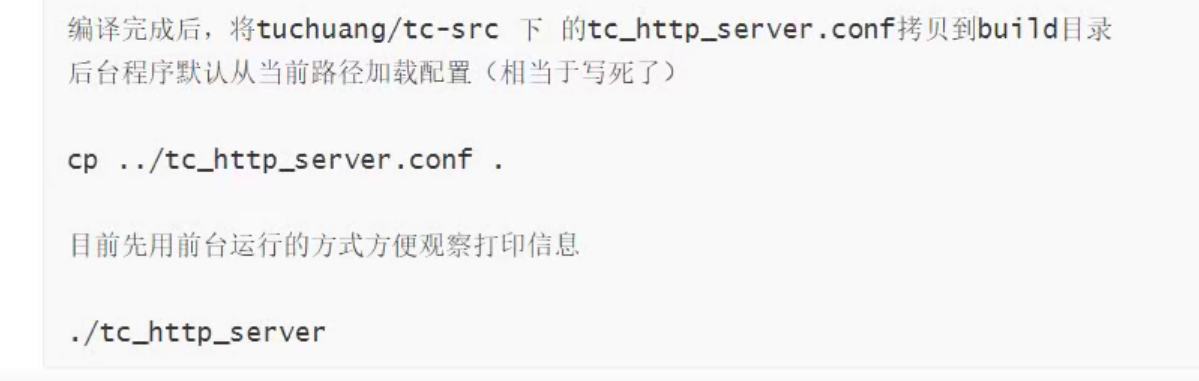 编译完成后，将tuchuang/tc-src 下 的tc_http_server.conf拷贝到build目录
后台程序默认从当前路径加载配置（相当于写死了）
cp ../tc_http_server.conf .
目前先用前台运行的方式方便观察打印信息
./tc_http_server